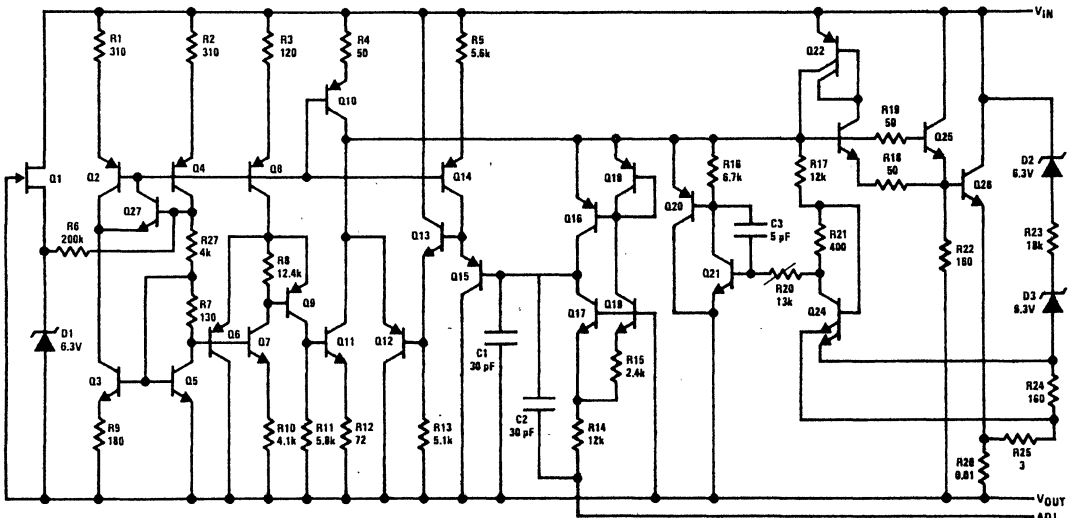 R1
310
R2
310
R3
120
R4
50
R5
5.6k
VIN
Q22
Q10
R19
50
Q25
R18
50
Q26
D2
6.3V
Q1
Q2
Q4
Q8
Q14
Q19
R16
6.7k
R17
12k
Q27
Q16
Q20
R6
200k
R27
4k
Q13
C3
5 pF
R21
400
R22
160
R23
18k
R8
12.4k
Q15
Q21
R20
13k
Q9
D3
6.3V
R7
130
Q17
Q18
Q24
D1
6.3V
Q6
Q7
Q11
Q12
C1
30 pF
R15
2.4k
Q3
Q5
R24
160
C2
30 pF
R9
180
R10
4.1k
R11
5.8k
R12
72
R13
5.1k
R14
12k
R25
3
R26
0.01
VOUT
ADJ